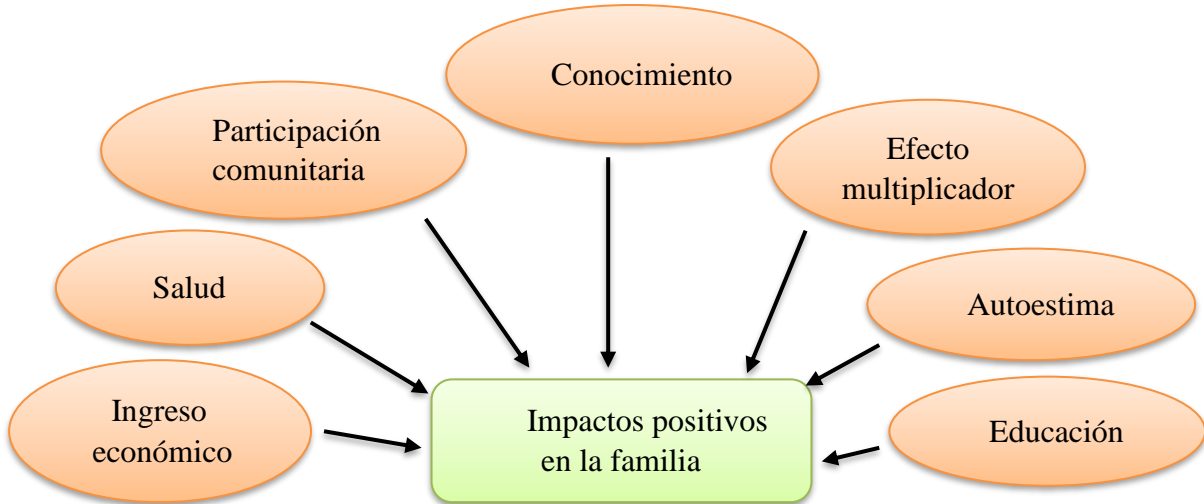 Conocimiento
Participación
comunitaria
Efecto
multiplicador
Salud
Autoestima
Ingreso
económico
Impactos positivos
en la familia
Educación